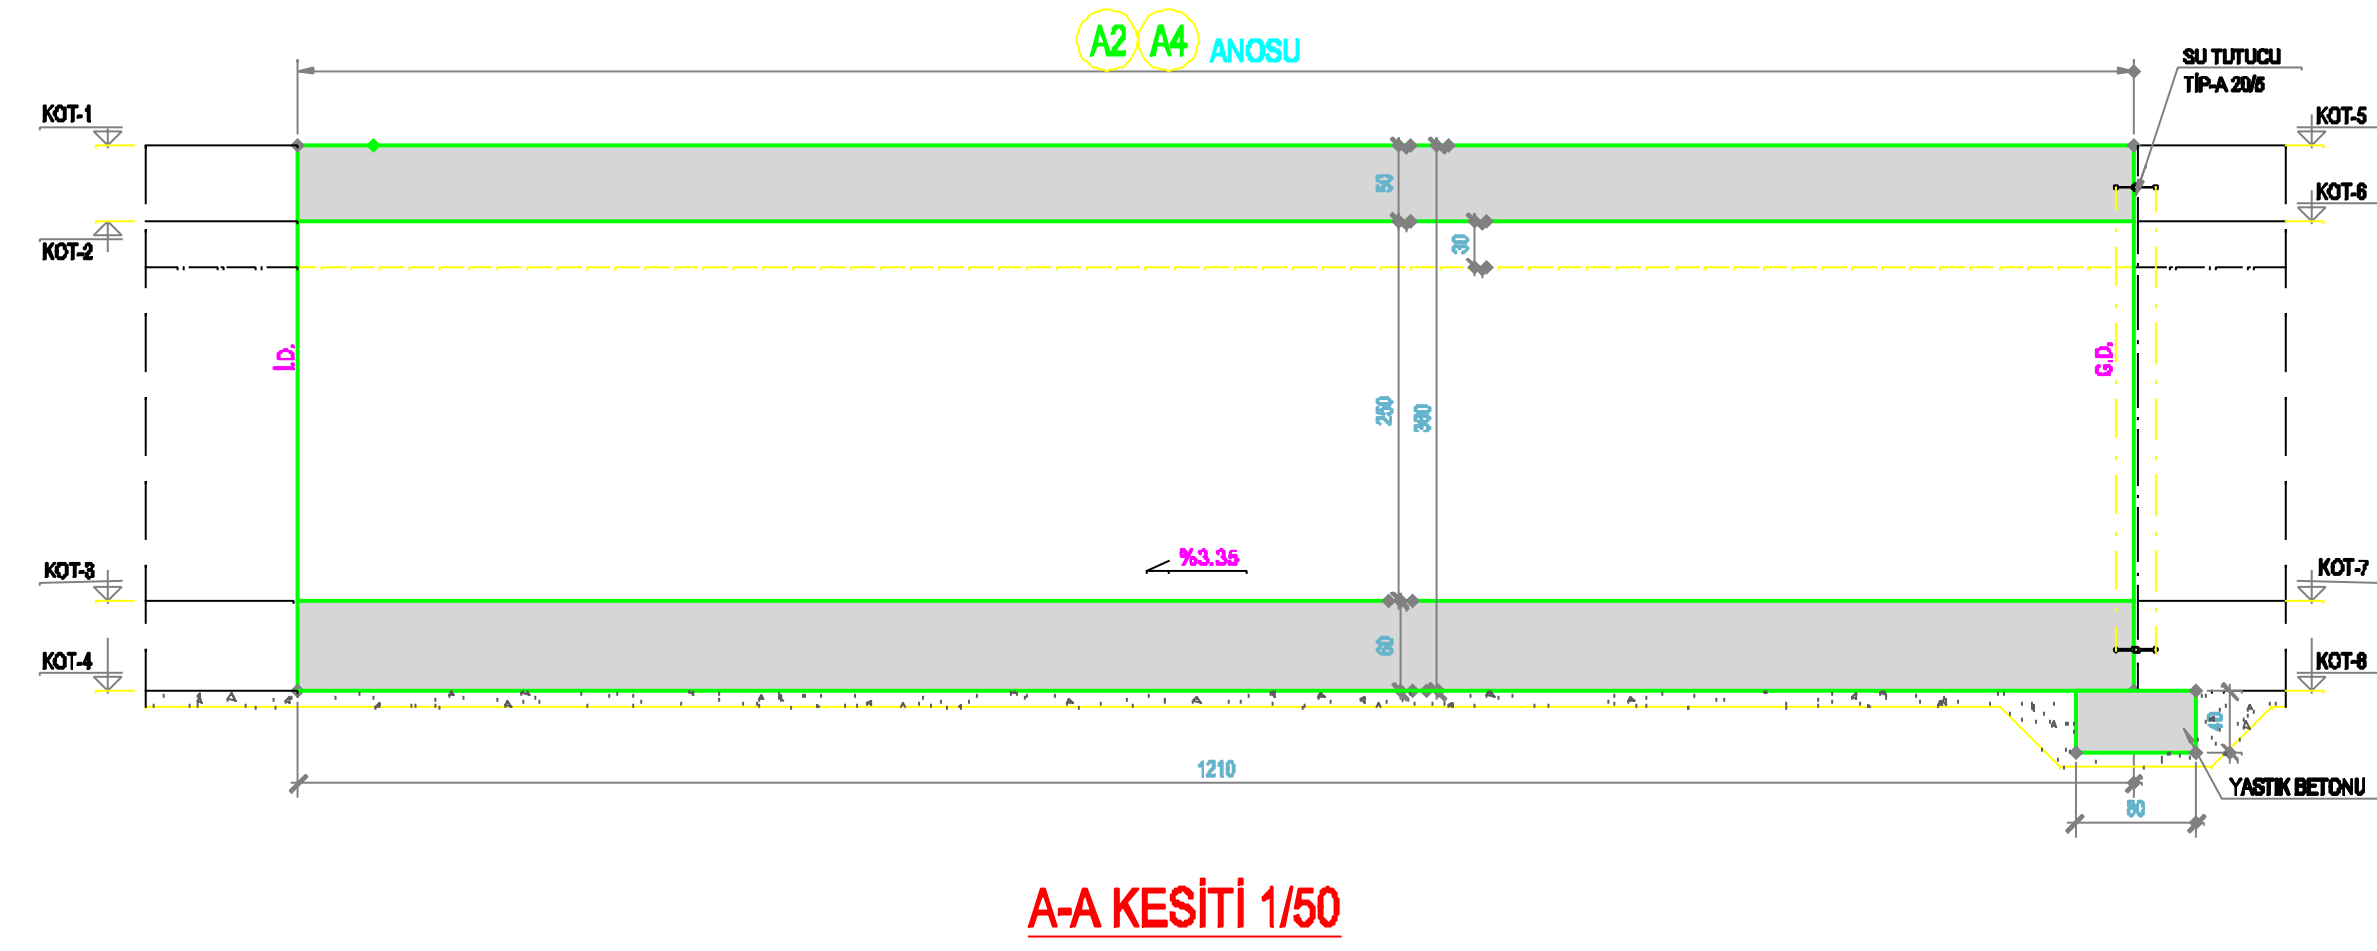 A2 A4 ANOSU
SU TUTUCU
TİP-A 20/5
KOT-1
KOT-5
50
KOT-6
KOT-2
30
I.D.
G.D.
250
360
%3.35
KOT-3
KOT-7
60
KOT-4
KOT-8
40
1210
YASTIK BETONU
80
A-A KESİTİ 1/50